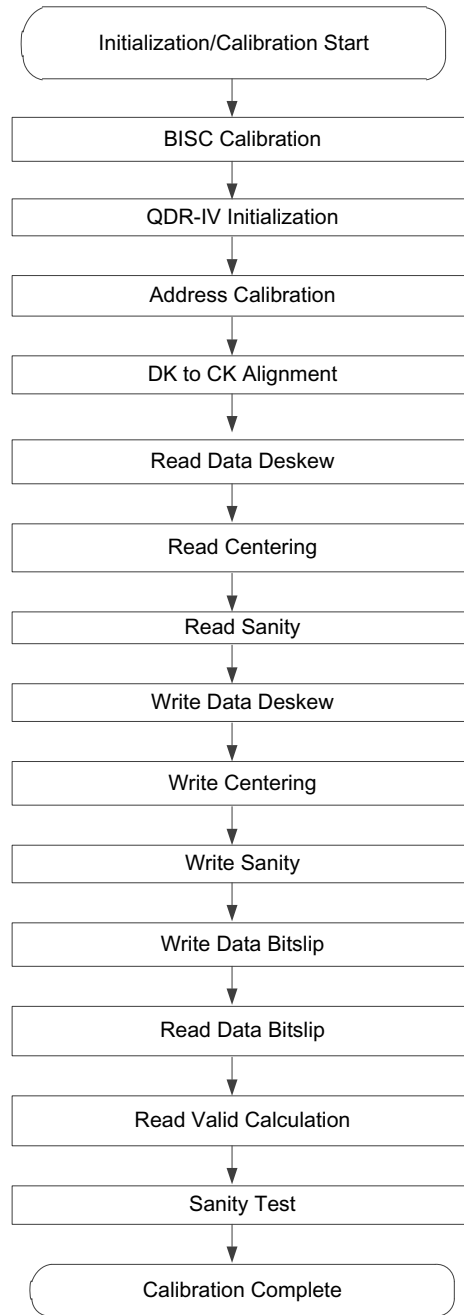 Initialization/Calibration Start
BISC Calibration
QDR-IV Initialization
Address Calibration
DK to CK Alignment
Read Data Deskew
Read Centering
Read Sanity
Write Data Deskew
Write Centering
Write Sanity
Write Data Bitslip
Read Data Bitslip
Read Valid Calculation
Sanity Test
Calibration Complete